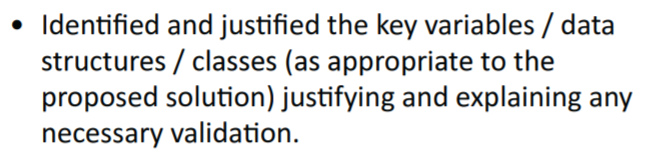 • Identified and justified the key variables / data
structures / classes (as appropriate to the
proposed solution) justifying and explaining any
necessary validation.